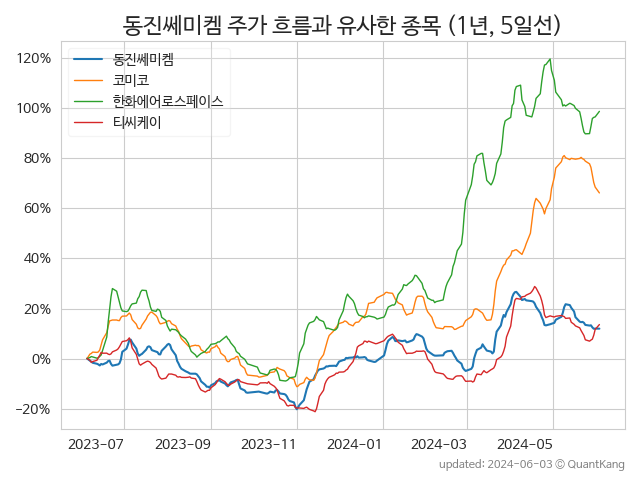 동진쎄미켐 주가 흐름과 유사한 종목 (1년, 5일선)
동진쎄미켐
코미코
한화에어로스페이스
티씨케이
120%
100%
80%
60%
40%
20%
0%
−20%
2023−07 2023−09 2023−11 2024−01 2024−03 2024−05
updated: 2024-06-03 © QuantKang